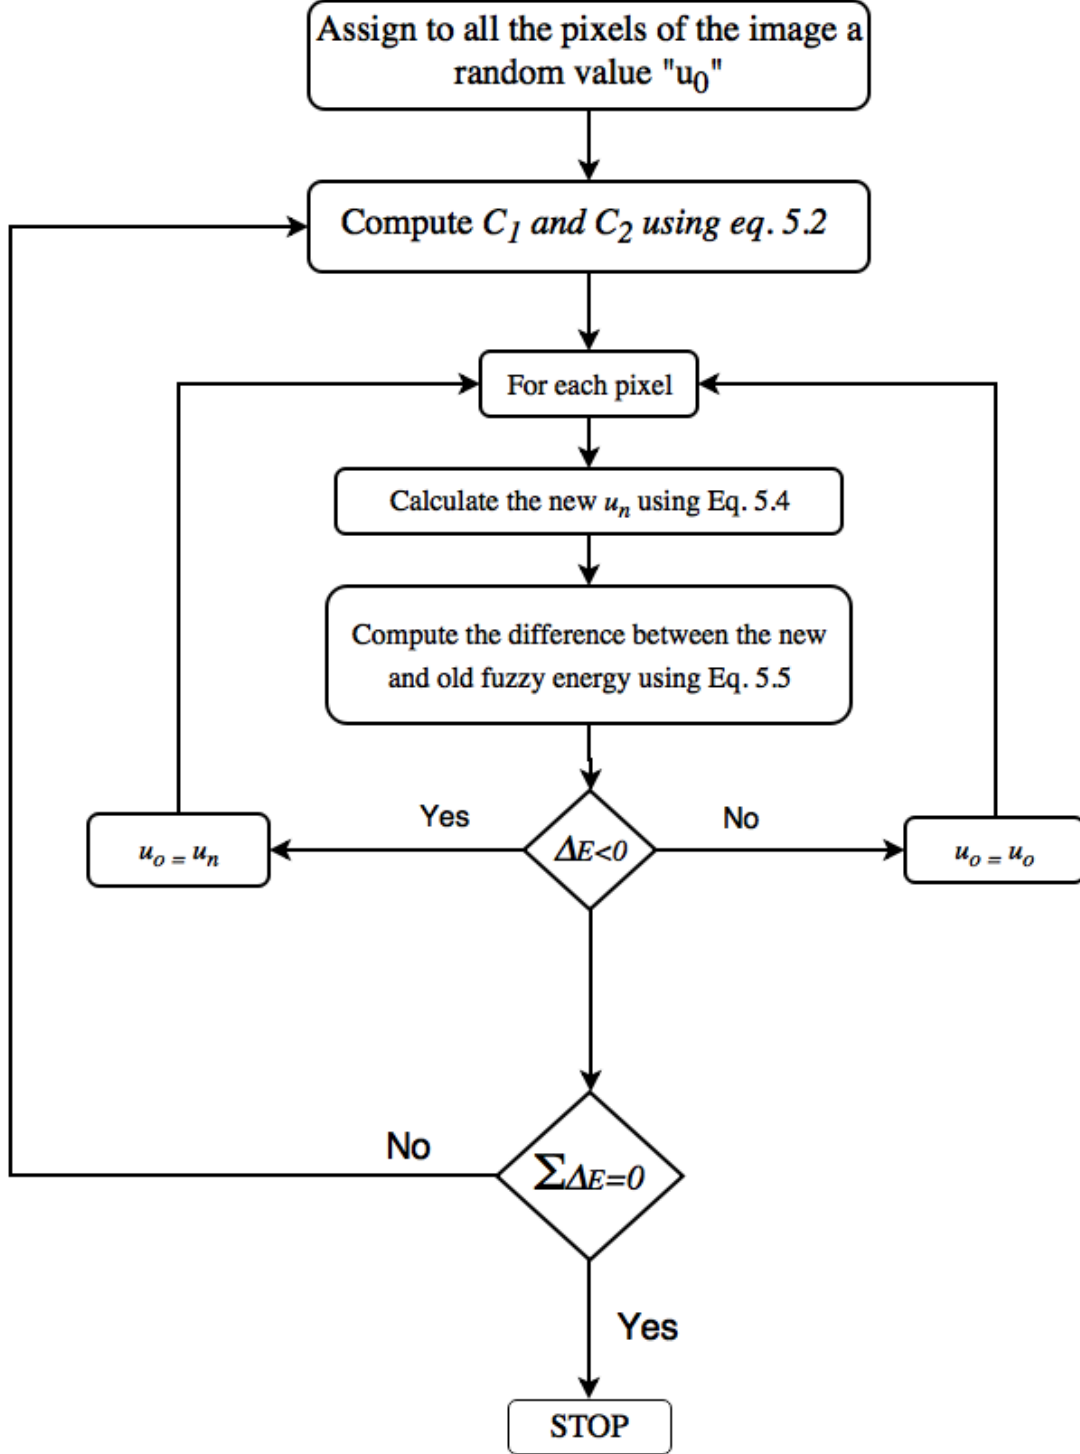 Assign to all the pixels of the image a
random value "u₀"
Compute C₁ and C₂ using eq. 5.2
For each pixel
Calculate the new uₙ using Eq. 5.4
Compute the difference between the new
and old fuzzy energy using Eq. 5.5
Yes
No
uₒ = uₙ
ΔE<0
uₒ = uₒ
No
ΣΔE=0
Yes
STOP